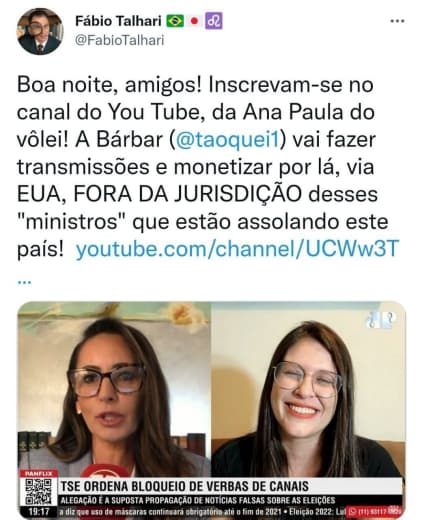 Fábio Talhari
@FabioTalhari
Boa noite, amigos! Inscrevam-se no
canal do You Tube, da Ana Paula do
vôlei! A Bárbar (@taoquei1) vai fazer
transmissões e monetizar por lá, via
EUA, FORA DA JURISDIÇÃO desses
"ministros" que estão assolando este
país! youtube.com/channel/UCWw3T
...
JP
PANFLIX
TSE ORDENA BLOQUEIO DE VERBAS DE CANAIS
ALEGAÇÃO É A SUPOSTA PROPAGAÇÃO DE NOTÍCIAS FALSAS SOBRE AS ELEIÇÕES
19:17
a diz que uso de máscaras continuará obrigatório até o fim de 2021 • Eleição 2022: Lul